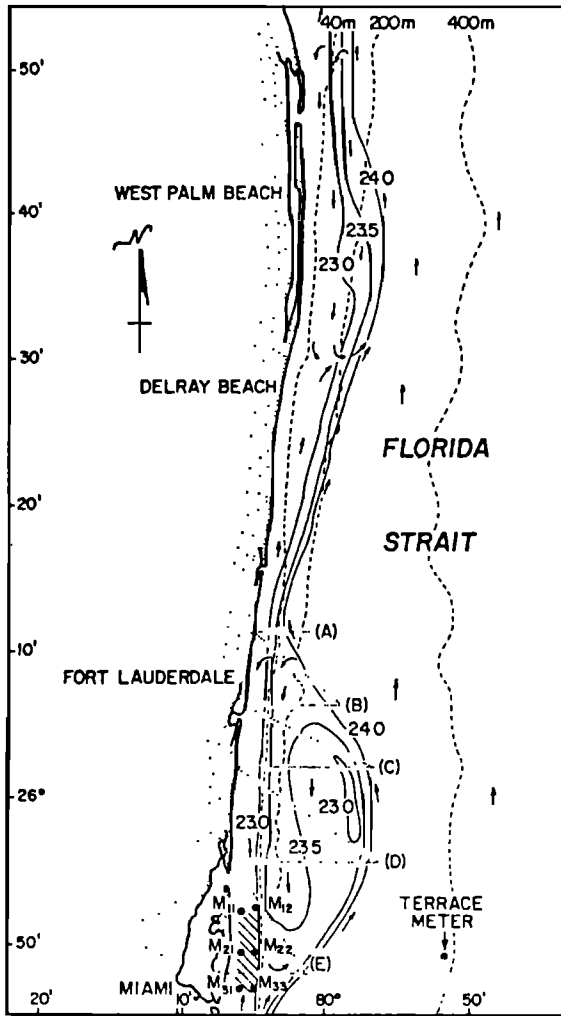 40m 200m 400m
50'
WEST PALM BEACH
40'
N
240
235
230
30'
DELRAY BEACH
FLORIDA
20'
STRAIT
(A)
10'
FORT LAUDERDALE
(B)
240
(C)
26°
230
230
235
(D)
M11 M12
TERRACE
METER
50'
M21 M22
(E)
MIAMI
M31 M33
20' 10' 80° 50'